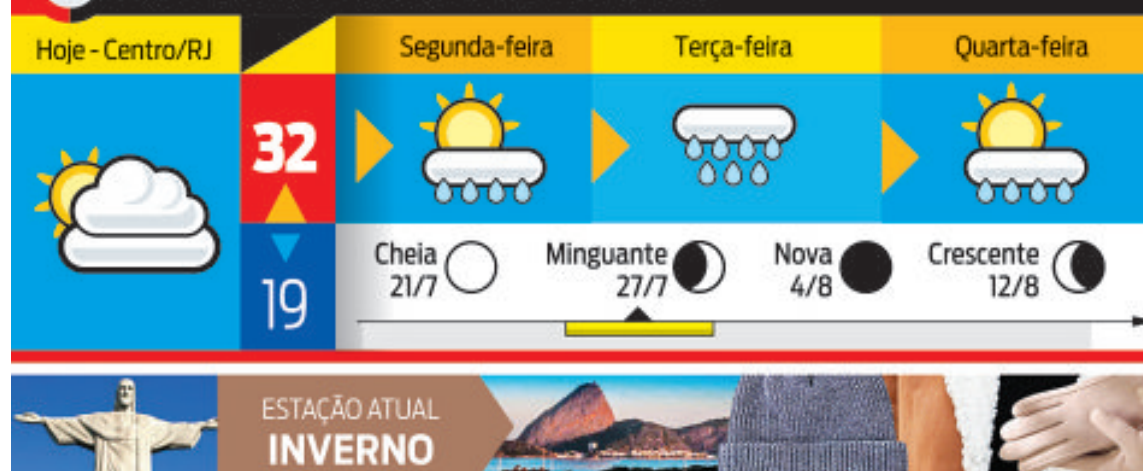 Hoje - Centro/RJ
Segunda-feira
Terça-feira
Quarta-feira
32
19
Cheia
21/7
Minguante
27/7
Nova
4/8
Crescente
12/8
ESTAÇÃO ATUAL
INVERNO